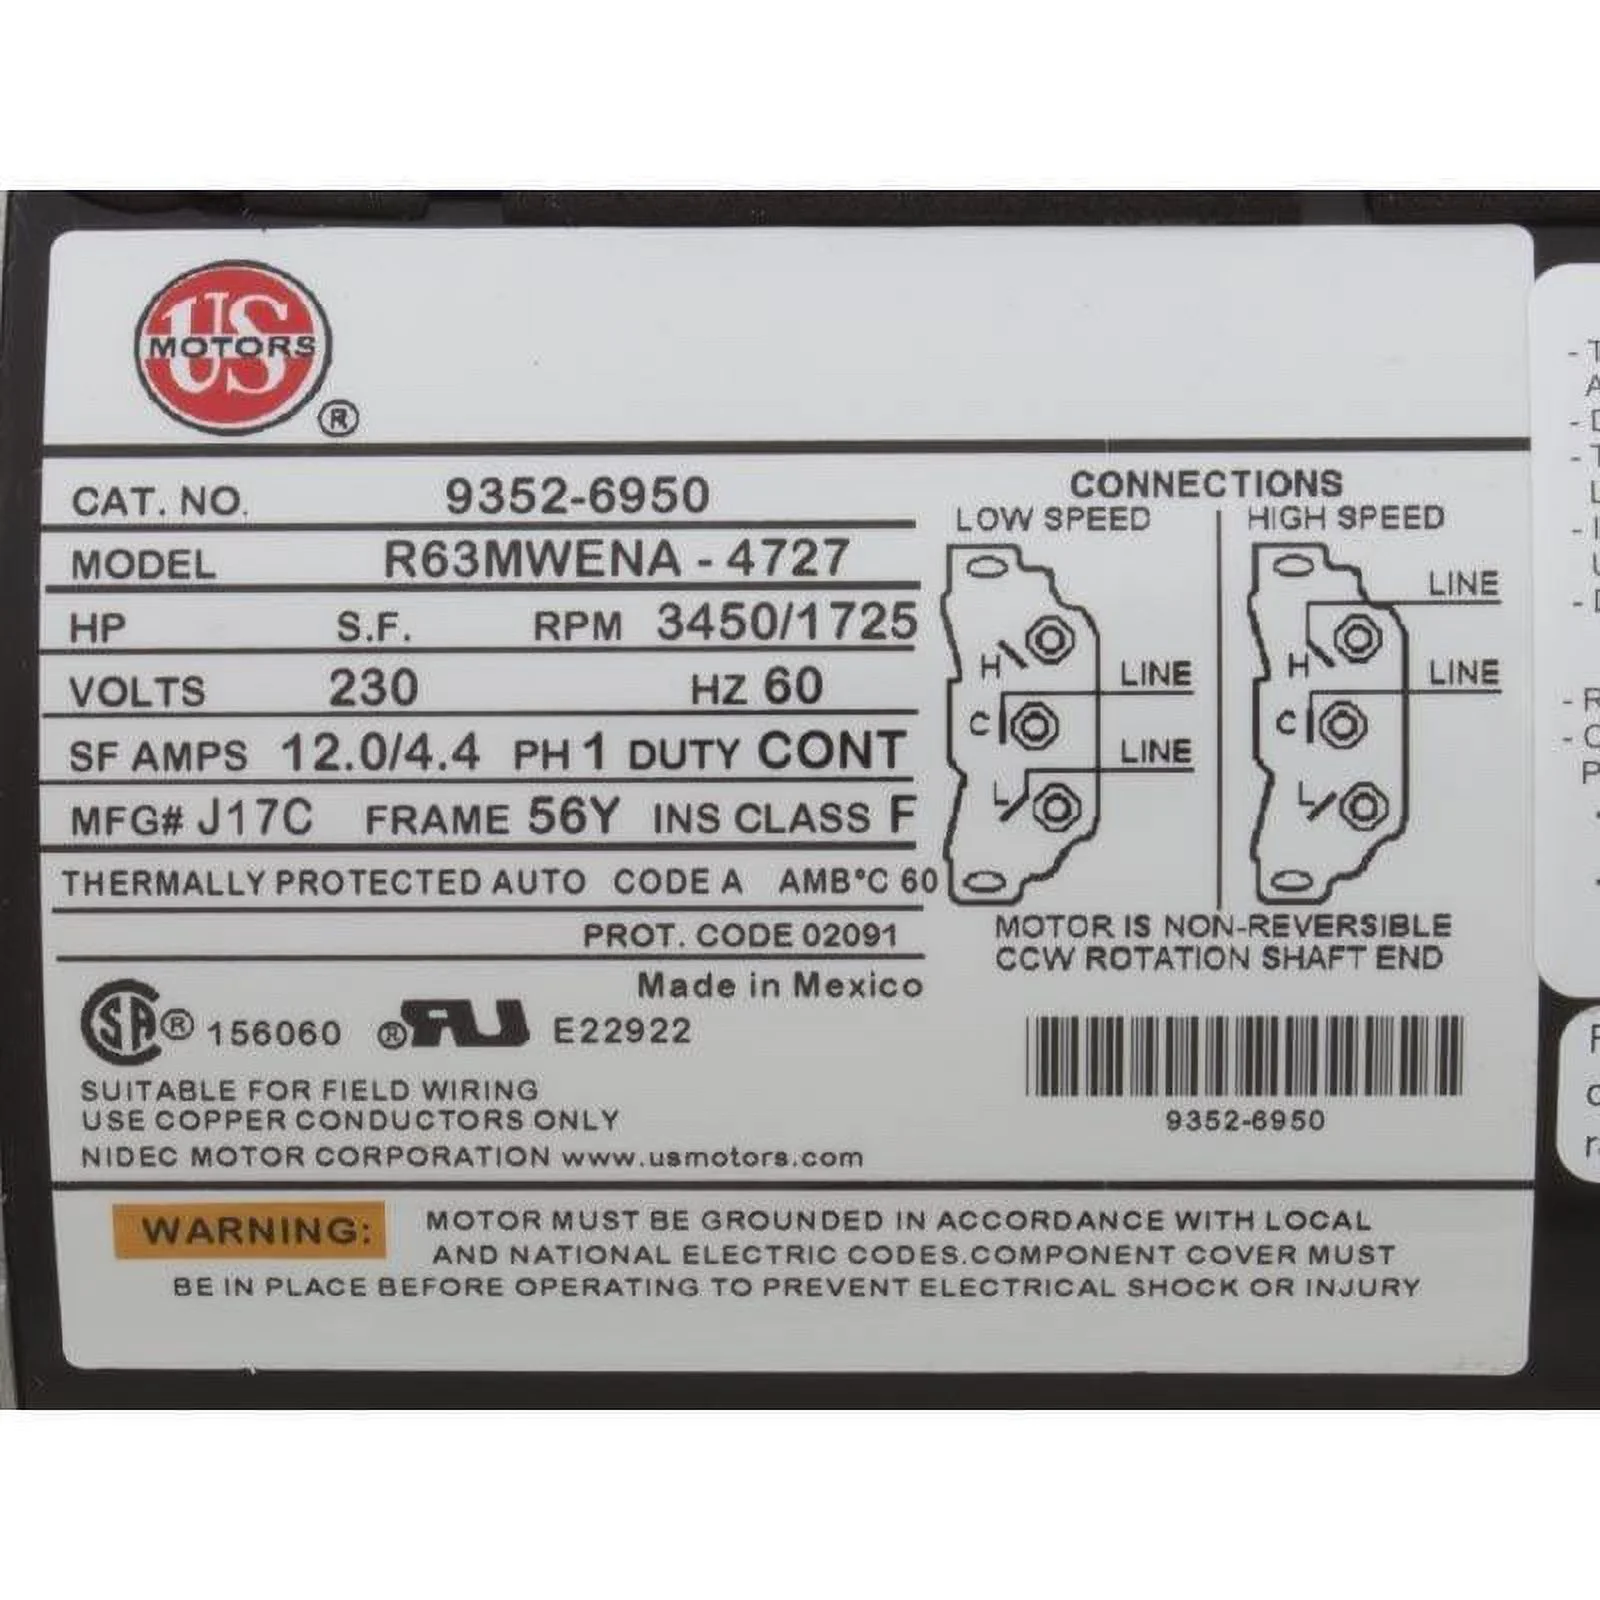 US
MOTORS
®
CAT. NO. 9352-6950
MODEL R63MWENA - 4727
HP S.F. RPM 3450/1725
VOLTS 230 HZ 60
SF AMPS 12.0/4.4 PH 1 DUTY CONT
MFG# J17C FRAME 56Y INS CLASS F
THERMALLY PROTECTED AUTO CODE A AMB°C 60
PROT. CODE 02091
Made in Mexico
SA ® 156060 ® RU E22922
SUITABLE FOR FIELD WIRING
USE COPPER CONDUCTORS ONLY
NIDEC MOTOR CORPORATION www.usmotors.com
CONNECTIONS
LOW SPEED HIGH SPEED
LINE
H LINE H LINE
C C
LINE
L L
MOTOR IS NON-REVERSIBLE
CCW ROTATION SHAFT END
9352-6950
WARNING: MOTOR MUST BE GROUNDED IN ACCORDANCE WITH LOCAL
AND NATIONAL ELECTRIC CODES.COMPONENT COVER MUST
BE IN PLACE BEFORE OPERATING TO PREVENT ELECTRICAL SHOCK OR INJURY